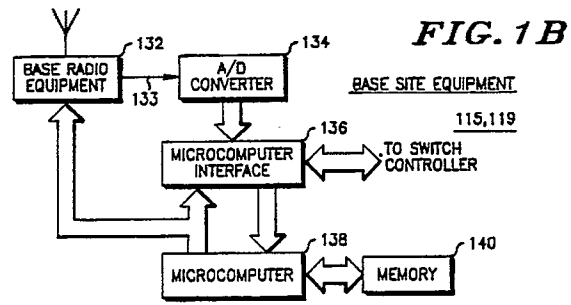 FIG. 1B
132
134
BASE RADIO
EQUIPMENT
133
A/D
CONVERTER
BASE SITE EQUIPMENT
115,119
136
MICROCOMPUTER
INTERFACE
TO SWITCH
CONTROLLER
138
140
MICROCOMPUTER
MEMORY